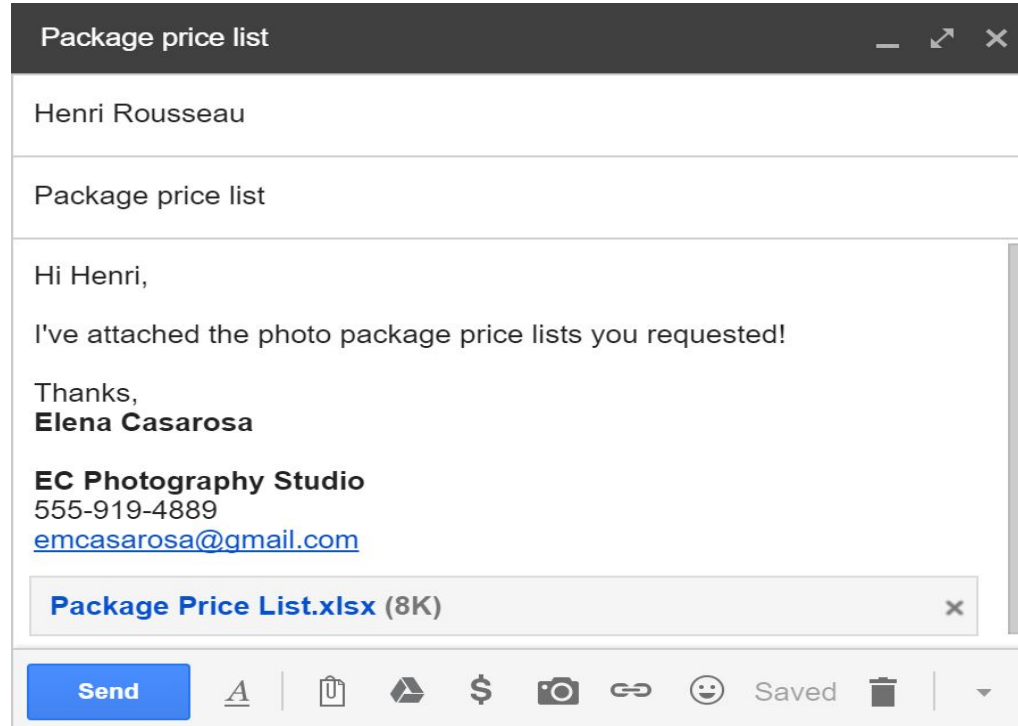 Package price list
Henri Rousseau
Package price list
Hi Henri,
I've attached the photo package price lists you requested!
Thanks,
Elena Casarosa
EC Photography Studio
555-919-4889
emcasarosa@gmail.com
Package Price List.xlsx (8K)
Send A $ Saved